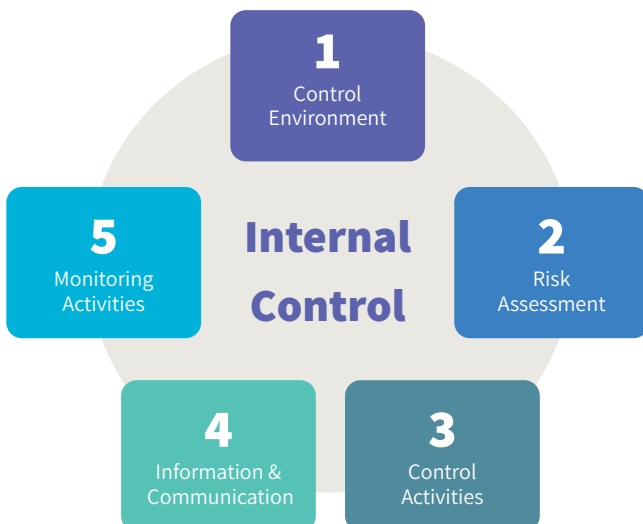 1
Control
Environment
5
Monitoring
Activities
Internal
Control
2
Risk
Assessment
4
Information &
Communication
3
Control
Activities